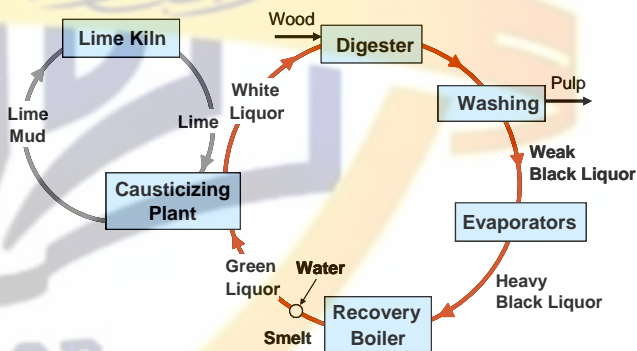 Wood
Lime Kiln
Digester
White
Liquor
Pulp
Washing
Lime
Mud
Lime
Weak
Black Liquor
Causticizing
Plant
Evaporators
Green
Liquor
Water
Heavy
Black Liquor
Smelt
Recovery
Boiler